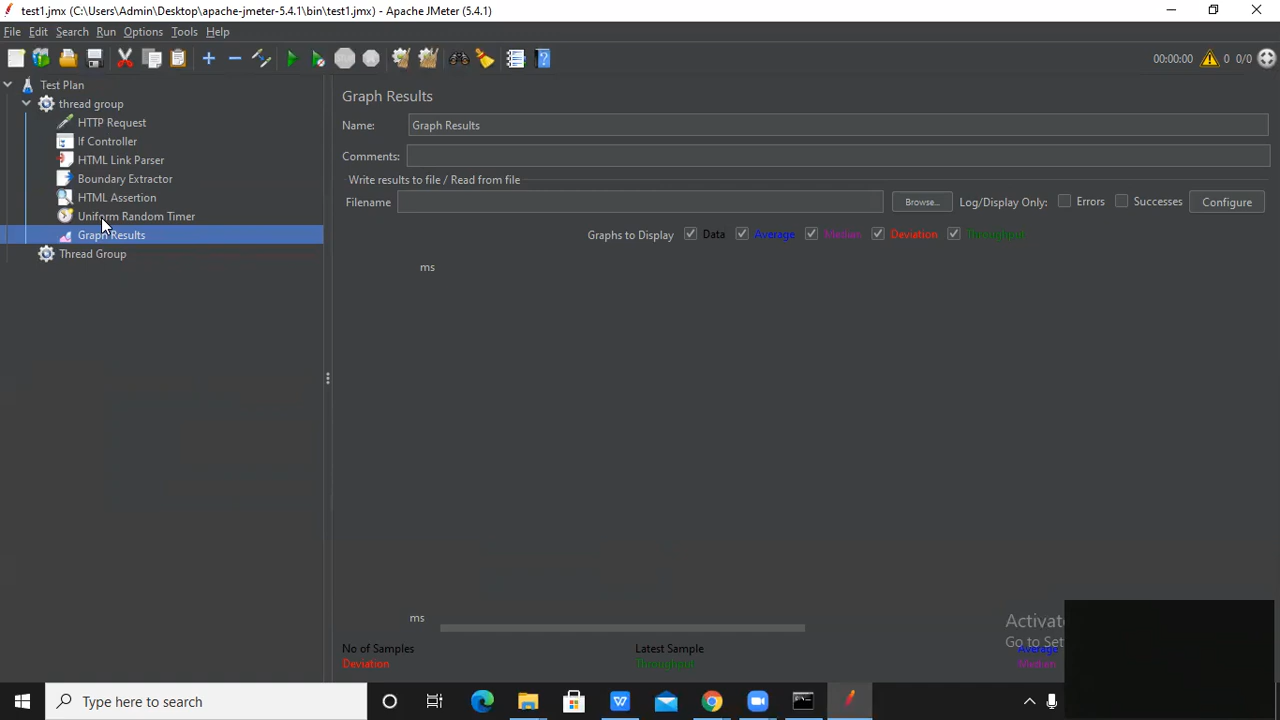 test1.jmx (C:\Users\Admin\Desktop\apache-jmeter-5.4.1\bin\test1.jmx) - Apache JMeter (5.4.1)
File Edit Search Run Options Tools Help
00:00:00 0 0/0
Test Plan
thread group
HTTP Request
If Controller
HTML Link Parser
Boundary Extractor
HTML Assertion
Uniform Random Timer
Graph Results
Thread Group
Graph Results
Name: Graph Results
Comments:
Write results to file / Read from file
Filename Browse... Log/Display Only: Errors Successes Configure
Graphs to Display Data Average Median Deviation Throughput
ms
ms
No of Samples Latest Sample Average
Deviation Throughput Median
Activat
Go to Set
Type here to search